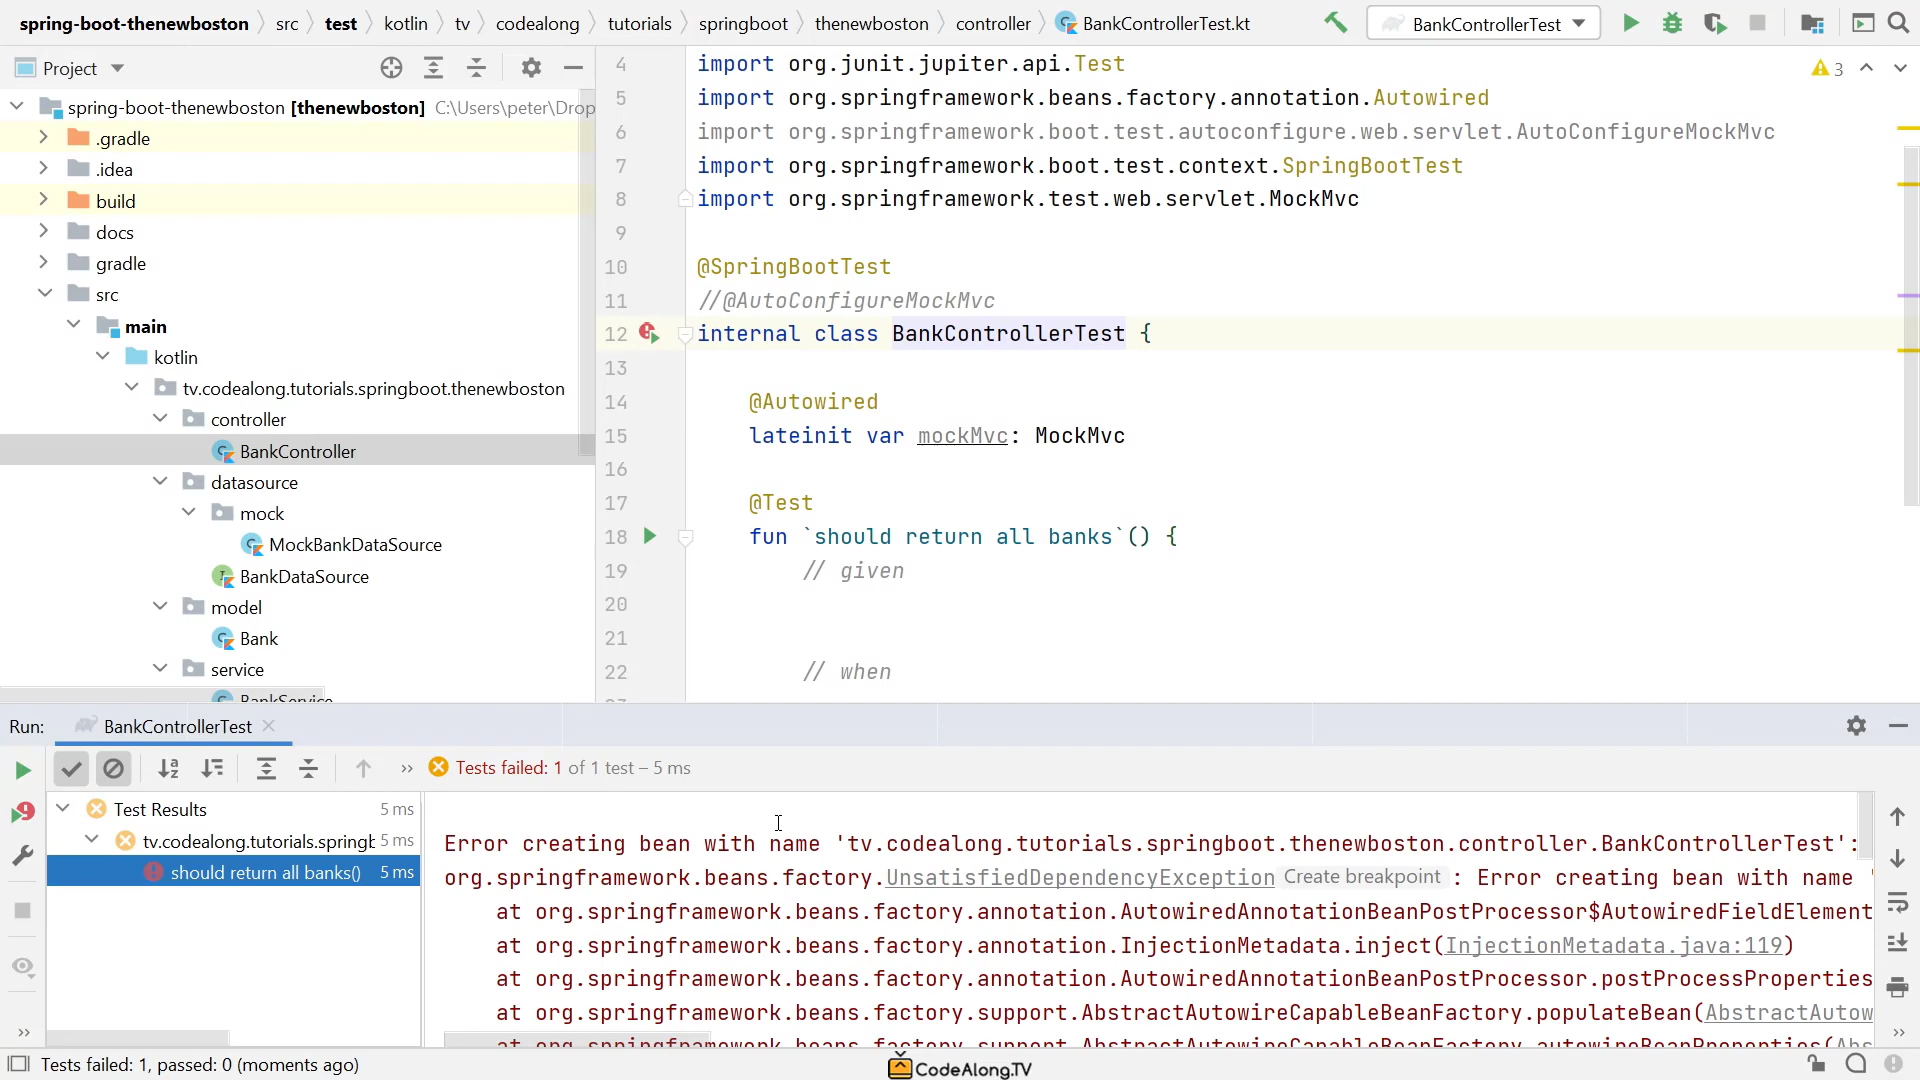 spring-boot-thenewboston src test kotlin tv codealong tutorials springboot thenewboston controller BankControllerTest.kt BankControllerTest
Project
spring-boot-thenewboston [thenewboston] C:\Users\peter\Drop
.gradle
.idea
build
docs
gradle
src
main
kotlin
tv.codealong.tutorials.springboot.thenewboston
controller
BankController
datasource
mock
MockBankDataSource
BankDataSource
model
Bank
service
BankService
3
4 import org.junit.jupiter.api.Test
5 import org.springframework.beans.factory.annotation.Autowired
6 import org.springframework.boot.test.autoconfigure.web.servlet.AutoConfigureMockMvc
7 import org.springframework.boot.test.context.SpringBootTest
8 import org.springframework.test.web.servlet.MockMvc
9
10 @SpringBootTest
11 //@AutoConfigureMockMvc
12 internal class BankControllerTest {
13
14 @Autowired
15 lateinit var mockMvc: MockMvc
16
17 @Test
18 fun `should return all banks`() {
19 // given
20
21
22 // when
Run: BankControllerTest
Tests failed: 1 of 1 test – 5 ms
Test Results 5 ms
tv.codealong.tutorials.springb 5 ms
should return all banks() 5 ms
Error creating bean with name 'tv.codealong.tutorials.springboot.thenewboston.controller.BankControllerTest':
org.springframework.beans.factory.UnsatisfiedDependencyException Create breakpoint : Error creating bean with name '
at org.springframework.beans.factory.annotation.AutowiredAnnotationBeanPostProcessor$AutowiredFieldElement
at org.springframework.beans.factory.annotation.InjectionMetadata.inject(InjectionMetadata.java:119)
at org.springframework.beans.factory.annotation.AutowiredAnnotationBeanPostProcessor.postProcessProperties
at org.springframework.beans.factory.support.AbstractAutowireCapableBeanFactory.populateBean(AbstractAutow
at org.springframework.beans.factory.support.AbstractAutowireCapableBeanFactory.autowireBeanProperties(Abs
Tests failed: 1, passed: 0 (moments ago)
CodeAlong.TV